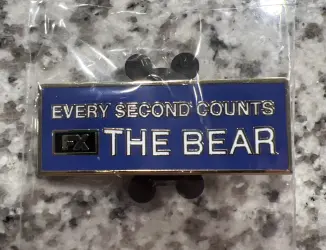 EVERY SECOND COUNTS
FX THE BEAR